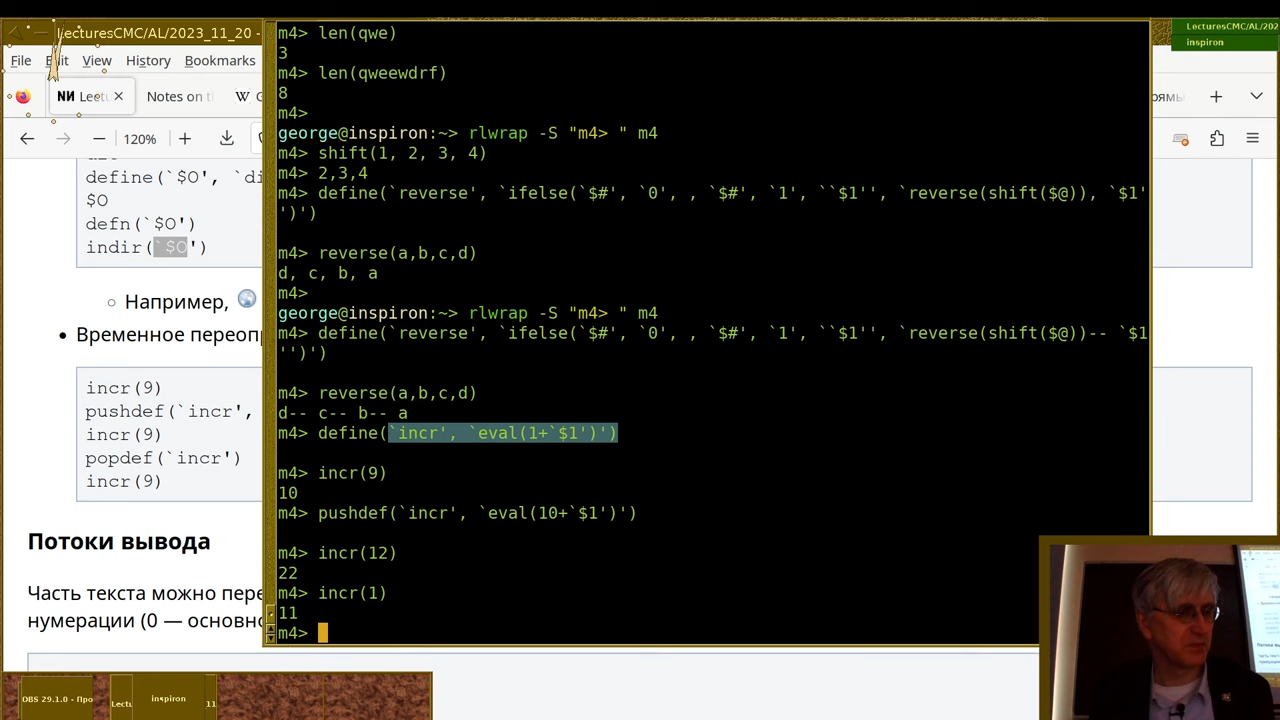 LecturesCMC/AL/2023_11_20 -
File Edit View History Bookmarks
Notes on t
120%
define(`$O', `di
$O
defn(`$O')
indir(`$O')
Например,
incr(9)
pushdef(`incr',
incr(9)
popdef(`incr')
incr(9)
Потоки вывода
Часть текста можно пере
m4> len(qwe)
3
m4> len(qweewdrf)
8
m4>
george@inspiron:~> rlwrap -S "m4> " m4
m4> shift(1, 2, 3, 4)
m4> 2,3,4
m4> define(`reverse', `ifelse(`$#', `0', , `$#', `1', ``$1'', `reverse(shift($@)), `$1'
')')
m4> reverse(a,b,c,d)
d, c, b, a
m4>
george@inspiron:~> rlwrap -S "m4> " m4
m4> define(`reverse', `ifelse(`$#', `0', , `$#', `1', ``$1'', `reverse(shift($@))-- `$1
'')')
m4> reverse(a,b,c,d)
d-- c-- b-- a
m4> define(`incr', `eval(1+`$1')')
m4> incr(9)
10
m4> pushdef(`incr', `eval(10+`$1')')
m4> incr(12)
22
m4> incr(1)
11
m4>
LecturesCMC/AL/202
inspiron
OBS 29.1.0 - Про
Lectu
inspiron
11